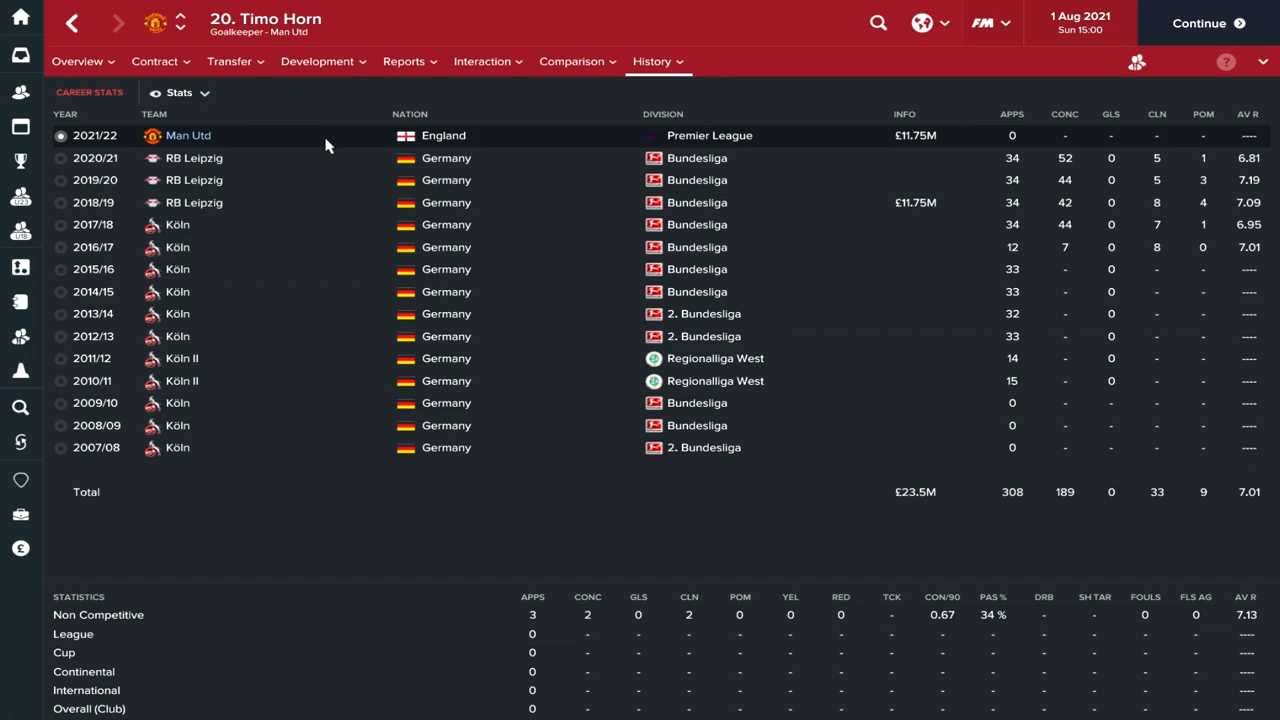 20. Timo Horn
Goalkeeper - Man Utd
FM
1 Aug 2021
Sun 15:00
Continue
Overview Contract Transfer Development Reports Interaction Comparison History ?
CAREER STATS Stats
YEAR TEAM NATION DIVISION INFO APPS CONC GLS CLN POM AV R
2021/22 Man Utd England Premier League £11.75M 0 - - - - ----
2020/21 RB Leipzig Germany Bundesliga 34 52 0 5 1 6.81
2019/20 RB Leipzig Germany Bundesliga 34 44 0 5 3 7.19
2018/19 RB Leipzig Germany Bundesliga £11.75M 34 42 0 8 4 7.09
2017/18 Köln Germany Bundesliga 34 44 0 7 1 6.95
2016/17 Köln Germany Bundesliga 12 7 0 8 0 7.01
2015/16 Köln Germany Bundesliga 33 - 0 - - ----
2014/15 Köln Germany Bundesliga 33 - 0 - - ----
2013/14 Köln Germany 2. Bundesliga 32 - 0 - - ----
2012/13 Köln Germany 2. Bundesliga 33 - 0 - - ----
2011/12 Köln II Germany Regionalliga West 14 - 0 - - ----
2010/11 Köln II Germany Regionalliga West 15 - 0 - - ----
2009/10 Köln Germany Bundesliga 0 - - - - ----
2008/09 Köln Germany Bundesliga 0 - - - - ----
2007/08 Köln Germany 2. Bundesliga 0 - - - - ----
Total £23.5M 308 189 0 33 9 7.01
STATISTICS APPS CONC GLS CLN POM YEL RED TCK CON/90 PAS % DRB SH TAR FOULS FLS AG AV R
Non Competitive 3 2 0 2 0 0 0 - 0.67 34 % - - 0 0 7.13
League 0 - - - - - - - - - - - - - ----
Cup 0 - - - - - - - - - - - - - ----
Continental 0 - - - - - - - - - - - - - ----
International 0 - - - - - - - - - - - - - ----
Overall (Club) 0 - - - - - - - - - - - - - ----
U23
U18
£